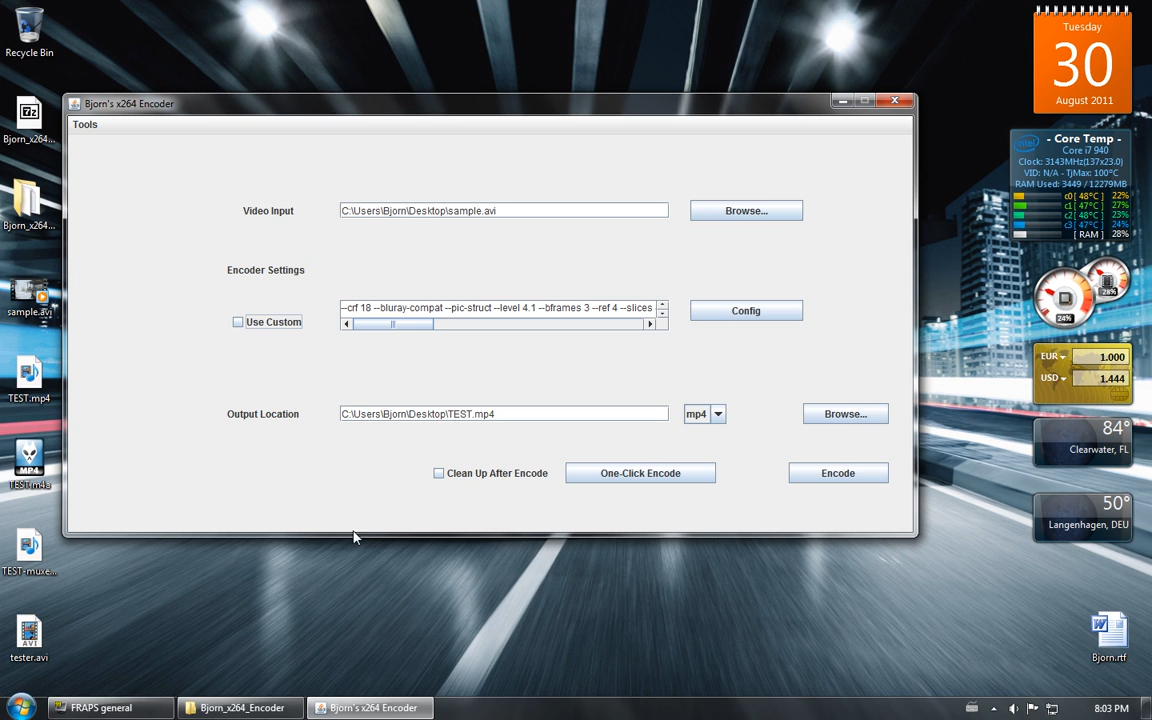 Recycle Bin
Bjorn_x264...
Bjorn_x264...
sample.avi
TEST.mp4
MP4
TEST.m4a
TEST-muxe...
AVI
tester.avi
Bjorn's x264 Encoder
Tools
Video Input
C:\Users\Bjorn\Desktop\sample.avi
Browse...
Encoder Settings
--crf 18 --bluray-compat --pic-struct --level 4.1 --bframes 3 --ref 4 --slices
Use Custom
Config
Output Location
C:\Users\Bjorn\Desktop\TEST.mp4
mp4
Browse...
Clean Up After Encode
One-Click Encode
Encode
Tuesday
30
August 2011
- Core Temp -
Core i7 940
Clock: 3143MHz(137x23.0)
VID: N/A - TjMax: 100°C
RAM Used: 3449 / 12279MB
c0[ 48°C ] 22%
c1[ 47°C ] 27%
c2[ 48°C ] 23%
c3[ 47°C ] 24%
[ RAM ] 28%
28%
24%
EUR 1.000
USD 1.444
84°
Clearwater, FL
50°
Langenhagen, DEU
Bjorn.rtf
FRAPS general
Bjorn_x264_Encoder
Bjorn's x264 Encoder
8:03 PM